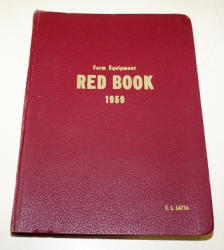 Farm Equipment
RED BOOK
1959
E. L. LATTA